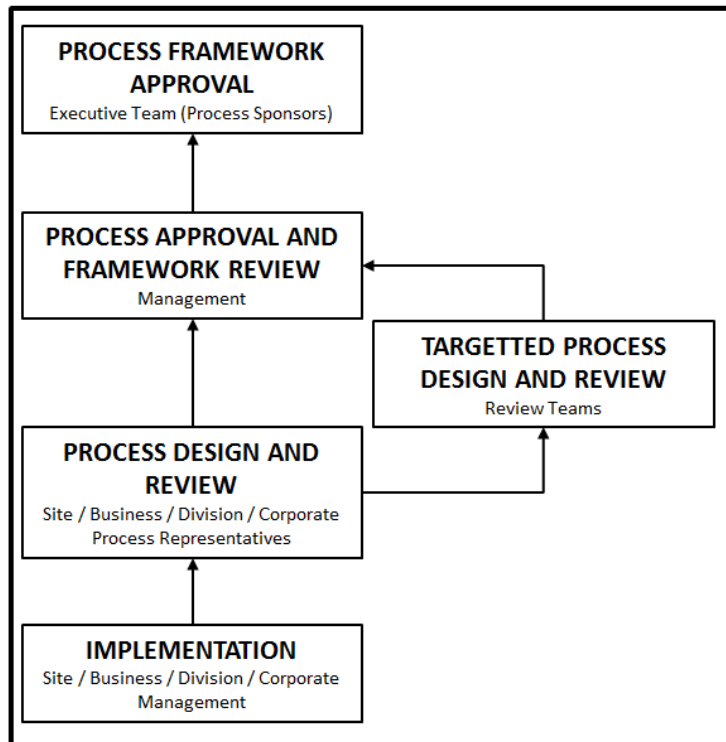 PROCESS FRAMEWORK
APPROVAL
Executive Team (Process Sponsors)
PROCESS APPROVAL AND
FRAMEWORK REVIEW
Management
TARGETTED PROCESS
DESIGN AND REVIEW
Review Teams
PROCESS DESIGN AND
REVIEW
Site / Business / Division / Corporate
Process Representatives
IMPLEMENTATION
Site / Business / Division / Corporate
Management